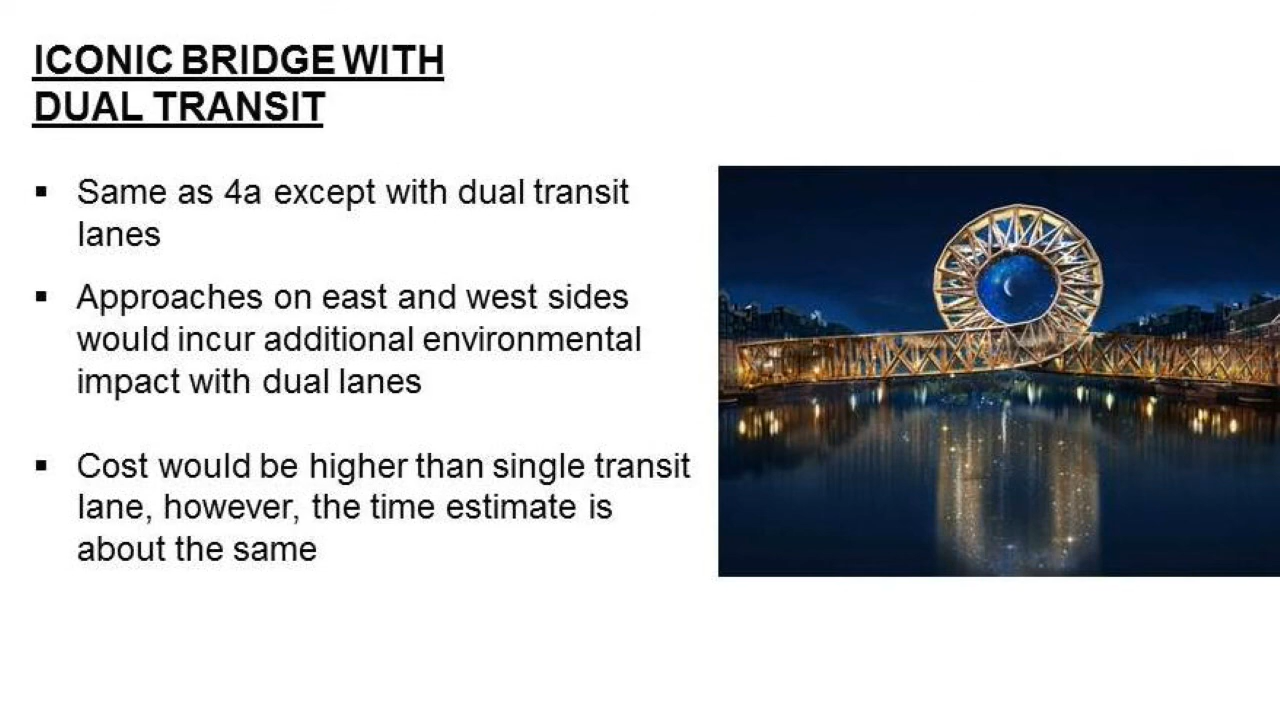 ICONIC BRIDGE WITH
DUAL TRANSIT
▪ Same as 4a except with dual transit
lanes
▪ Approaches on east and west sides
would incur additional environmental
impact with dual lanes
▪ Cost would be higher than single transit
lane, however, the time estimate is
about the same